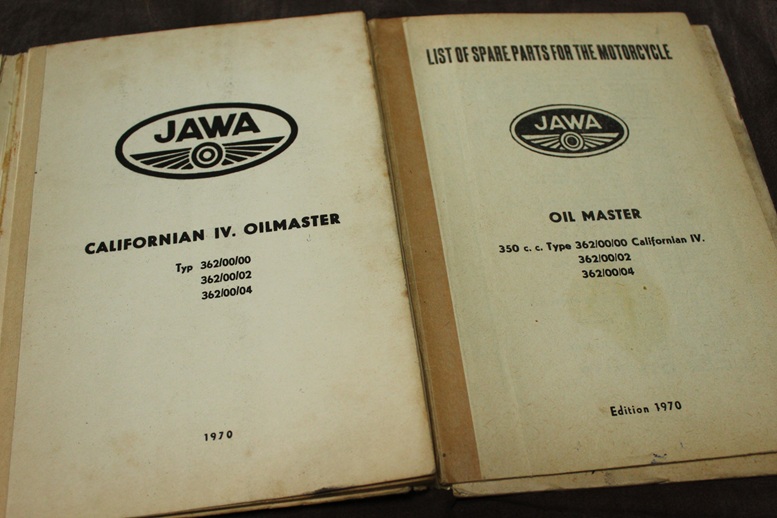 JAWA
CALIFORNIAN IV. OILMASTER
Typ 362/00/00
362/00/02
362/00/04
1970
LIST OF SPARE PARTS FOR THE MOTORCYCLE
JAWA
OIL MASTER
350 c. c. Type 362/00/00 Californian IV.
362/00/02
362/00/04
Edition 1970